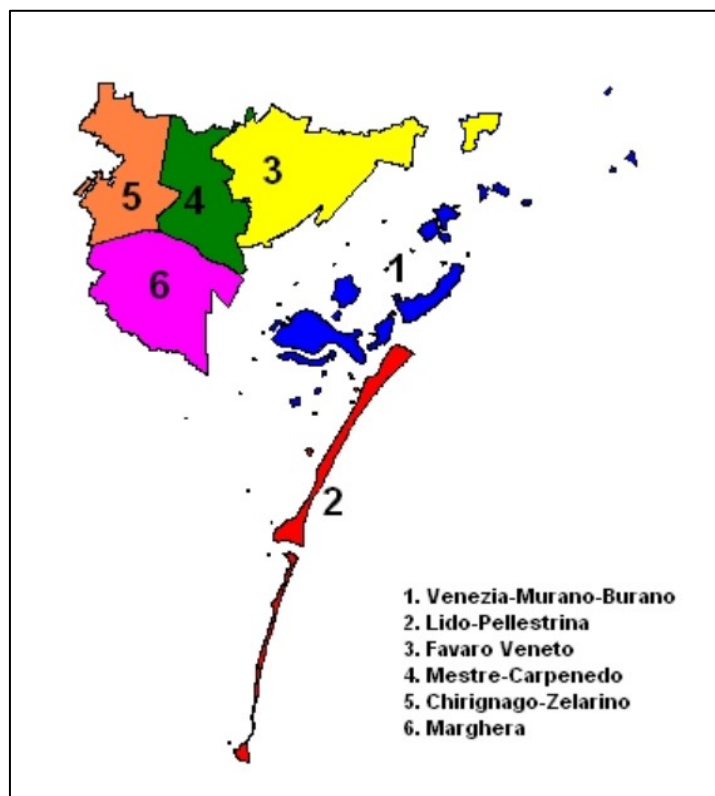 3
5
4
1
6
2
1. Venezia-Murano-Burano
2. Lido-Pellestrina
3. Favaro Veneto
4. Mestre-Carpenedo
5. Chirignago-Zelarino
6. Marghera